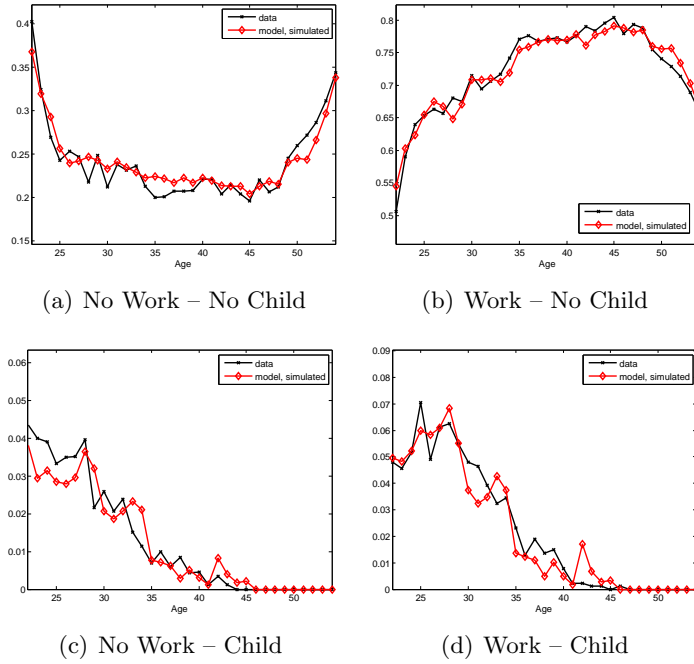 0.4
0.35
0.3
0.25
0.2
0.15
data
model, simulated
25 30 35 40 45 50
Age
(a) No Work – No Child
0.8
0.75
0.7
0.65
0.6
0.55
0.5
data
model, simulated
25 30 35 40 45 50
Age
(b) Work – No Child
0.06
0.05
0.04
0.03
0.02
0.01
0
data
model, simulated
25 30 35 40 45 50
Age
(c) No Work – Child
0.09
0.08
0.07
0.06
0.05
0.04
0.03
0.02
0.01
0
data
model, simulated
25 30 35 40 45 50
Age
(d) Work – Child